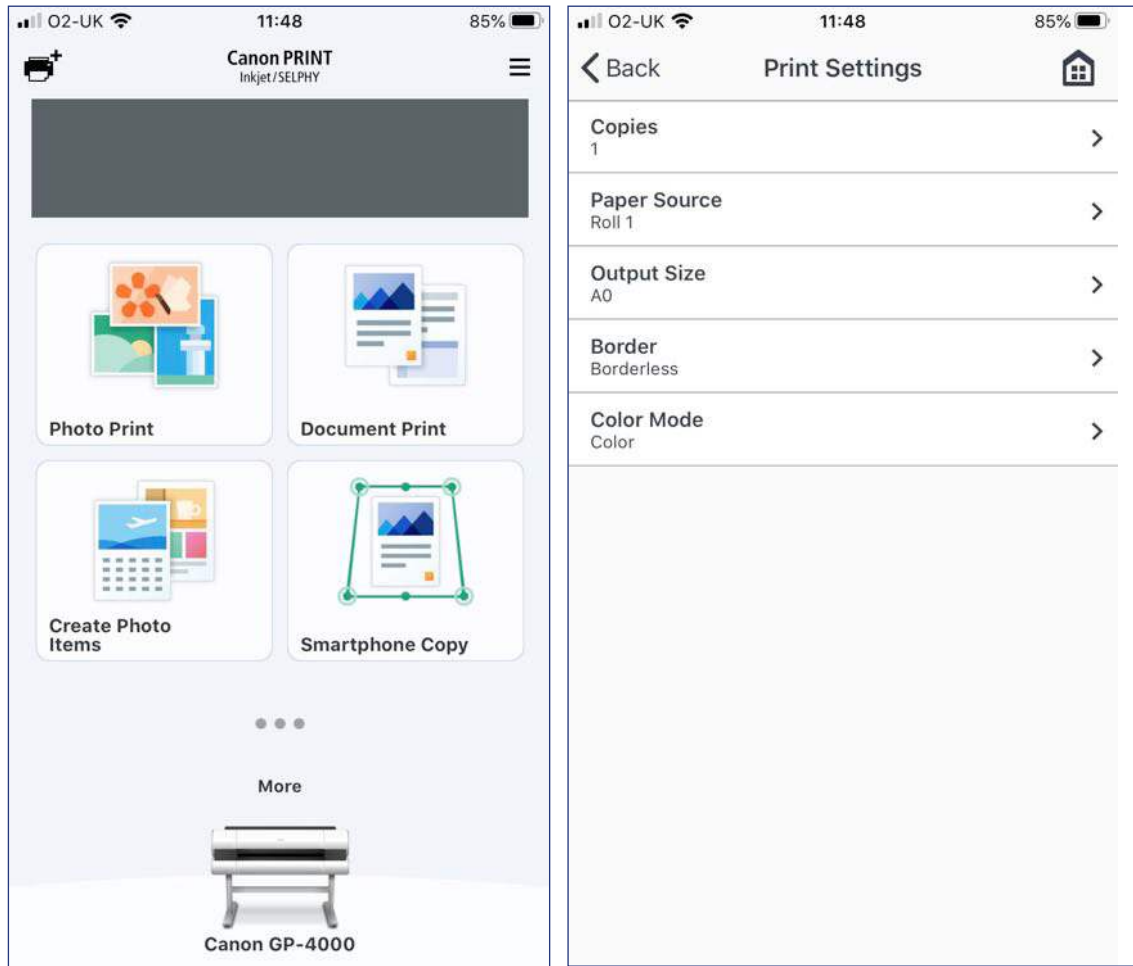 O2-UK 11:48 85%
Canon PRINT
Inkjet/SELPHY
Photo Print
Document Print
Create Photo
Items
Smartphone Copy
More
Canon GP-4000
O2-UK 11:48 85%
Back Print Settings
Copies
1
Paper Source
Roll 1
Output Size
A0
Border
Borderless
Color Mode
Color